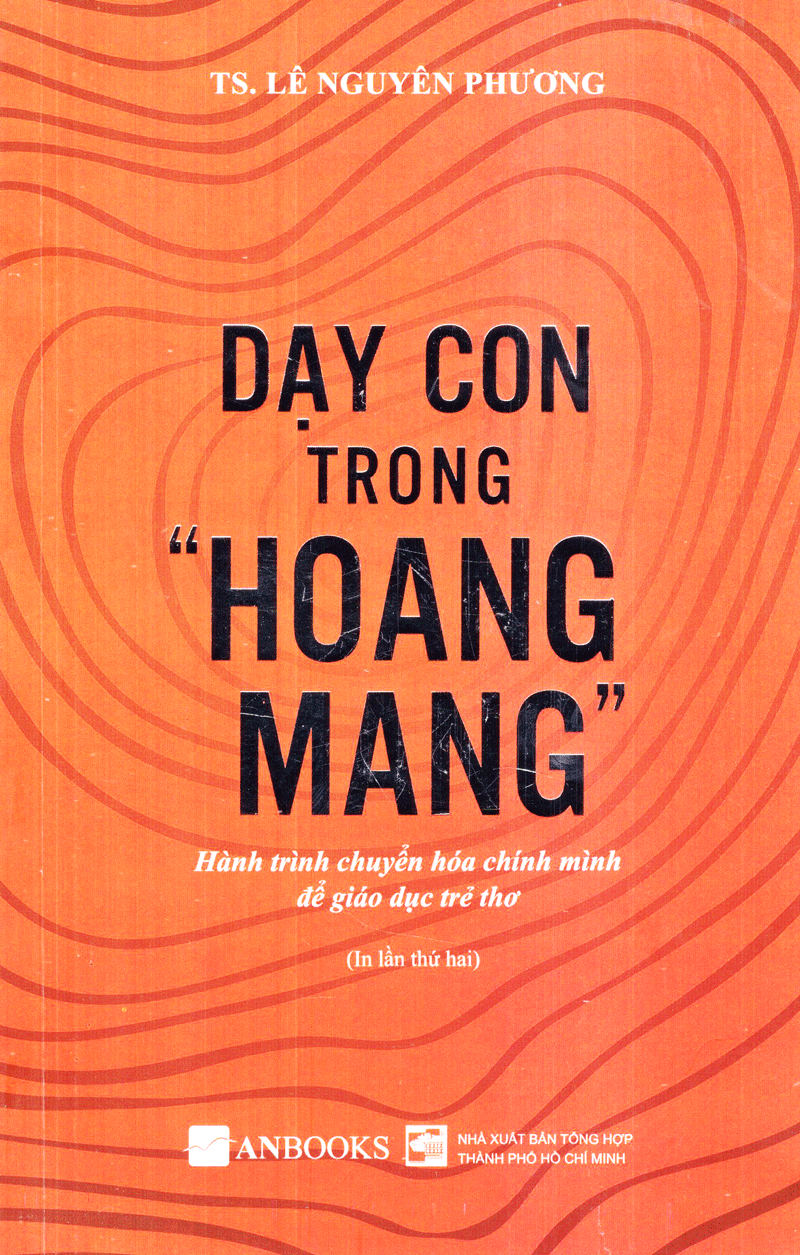 TS. LÊ NGUYÊN PHƯƠNG
DẠY CON
TRONG
“HOANG
MANG”
Hành trình chuyển hóa chính mình
để giáo dục trẻ thơ
(In lần thứ hai)
ANBOOKS
NHÀ XUẤT BẢN TỔNG HỢP
THÀNH PHỐ HỒ CHÍ MINH